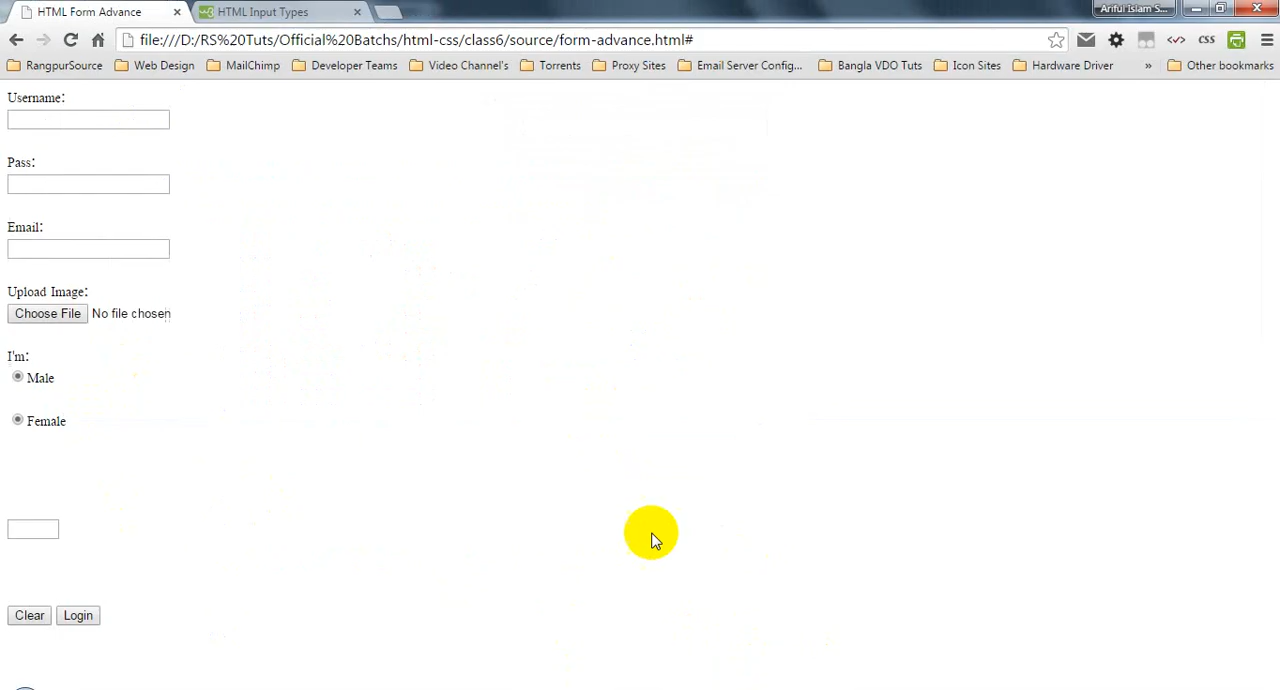 HTML Form Advance
HTML Input Types
Ariful Islam S...
file:///D:/RS%20Tuts/Official%20Batchs/html-css/class6/source/form-advance.html#
CSS
RangpurSource Web Design MailChimp Developer Teams Video Channel's Torrents Proxy Sites Email Server Config... Bangla VDO Tuts Icon Sites Hardware Driver » Other bookmarks
Username:
Pass:
Email:
Upload Image:
Choose File No file chosen
I'm:
Male
Female
Clear Login